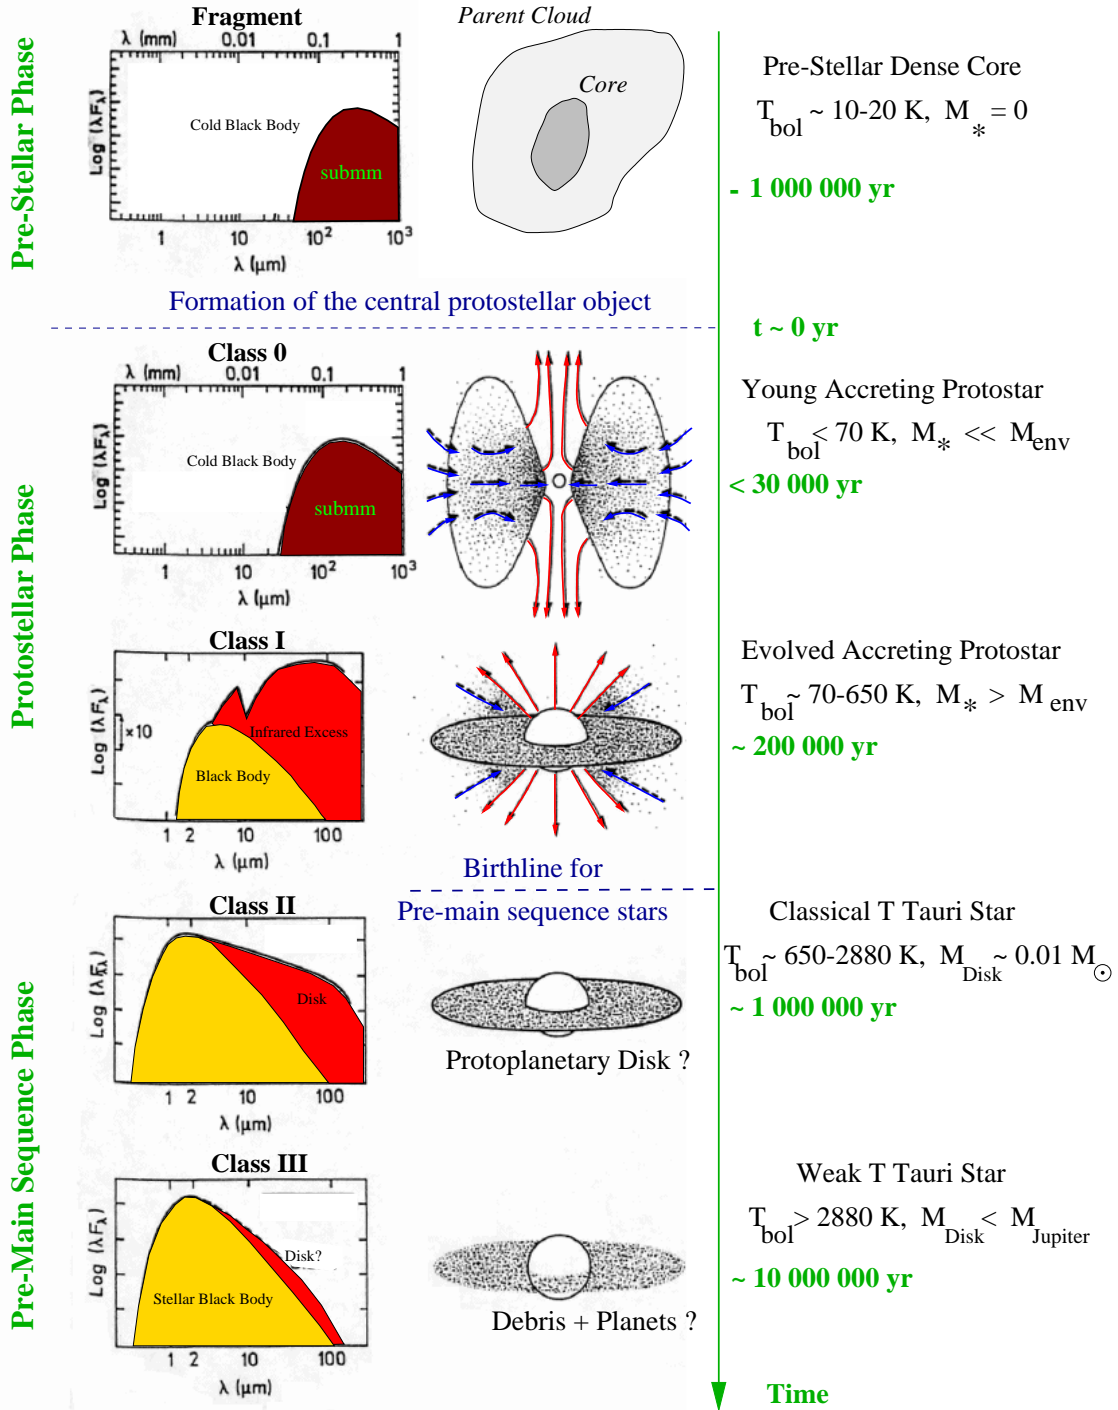 Pre-Stellar Phase
Fragment
λ (mm) 0.01 0.1 1
Log (λFλ)
Cold Black Body
submm
1 10 10² 10³
λ (μm)
Parent Cloud
Core
Pre-Stellar Dense Core
T_bol ~ 10-20 K, M_* = 0
- 1 000 000 yr
Formation of the central protostellar object
t ~ 0 yr
Protostellar Phase
Class 0
λ (mm) 0.01 0.1 1
Log (λFλ)
Cold Black Body
submm
1 10 10² 10³
λ (μm)
Young Accreting Protostar
T_bol < 70 K, M_* << M_env
< 30 000 yr
Class I
Log (λFλ)
×10
Infrared Excess
Black Body
1 2 10 100
λ (μm)
Evolved Accreting Protostar
T_bol ~ 70-650 K, M_* > M_env
~ 200 000 yr
Birthline for
Pre-main sequence stars
Pre-Main Sequence Phase
Class II
Log (λFλ)
Disk
1 2 10 100
λ (μm)
Protoplanetary Disk ?
Classical T Tauri Star
T_bol ~ 650-2880 K, M_Disk ~ 0.01 M_⊙
~ 1 000 000 yr
Class III
Log (λFλ)
Disk?
Stellar Black Body
1 2 10 100
λ (μm)
Debris + Planets ?
Weak T Tauri Star
T_bol > 2880 K, M_Disk < M_Jupiter
~ 10 000 000 yr
Time